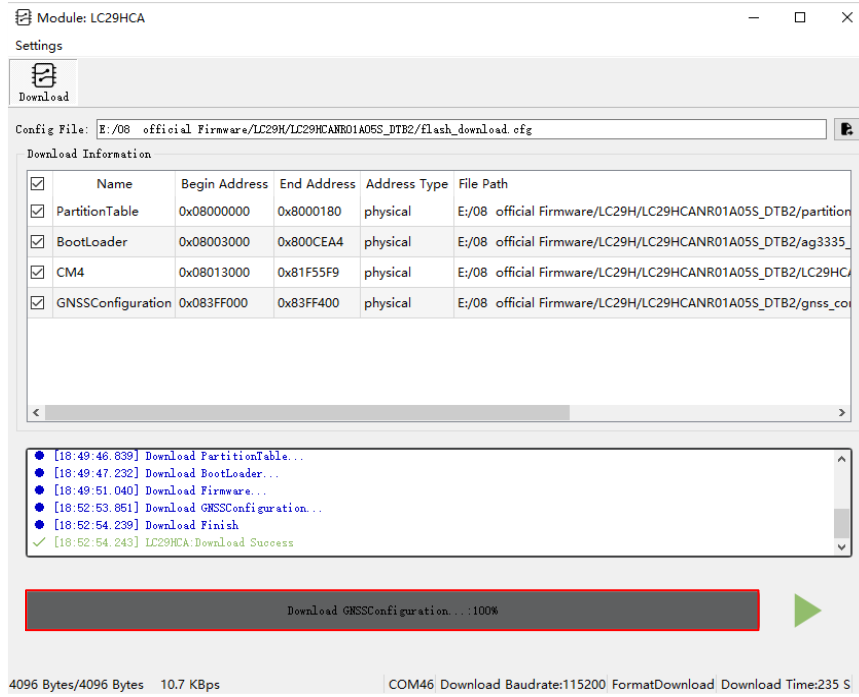 Module: LC29HCA
Settings
Download
Config File: E:/08 official Firmware/LC29H/LC29HCANR01A05S_DTB2/flash_download.cfg
Download Information
Name Begin Address End Address Address Type File Path
PartitionTable 0x08000000 0x8000180 physical E:/08 official Firmware/LC29H/LC29HCANR01A05S_DTB2/partition
BootLoader 0x08003000 0x800CEA4 physical E:/08 official Firmware/LC29H/LC29HCANR01A05S_DTB2/ag3335_
CM4 0x08013000 0x81F55F9 physical E:/08 official Firmware/LC29H/LC29HCANR01A05S_DTB2/LC29HCA
GNSSConfiguration 0x083FF000 0x83FF400 physical E:/08 official Firmware/LC29H/LC29HCANR01A05S_DTB2/gnss_co
[18:49:46.839] Download PartitionTable...
[18:49:47.232] Download BootLoader...
[18:49:51.040] Download Firmware...
[18:52:53.851] Download GNSSConfiguration...
[18:52:54.239] Download Finish
[18:52:54.243] LC29HCA:Download Success
Download GNSSConfiguration...:100%
4096 Bytes/4096 Bytes 10.7 KBps COM46 Download Baudrate:115200 FormatDownload Download Time:235 S